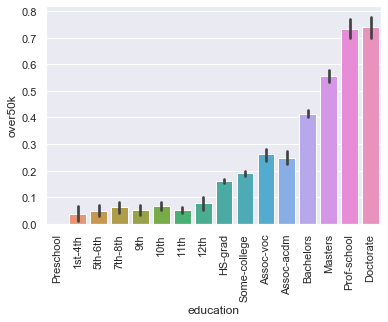 over50k
0.8
0.7
0.6
0.5
0.4
0.3
0.2
0.1
0.0
Preschool
1st-4th
5th-6th
7th-8th
9th
10th
11th
12th
HS-grad
Some-college
Assoc-voc
Assoc-acdm
Bachelors
Masters
Prof-school
Doctorate
education